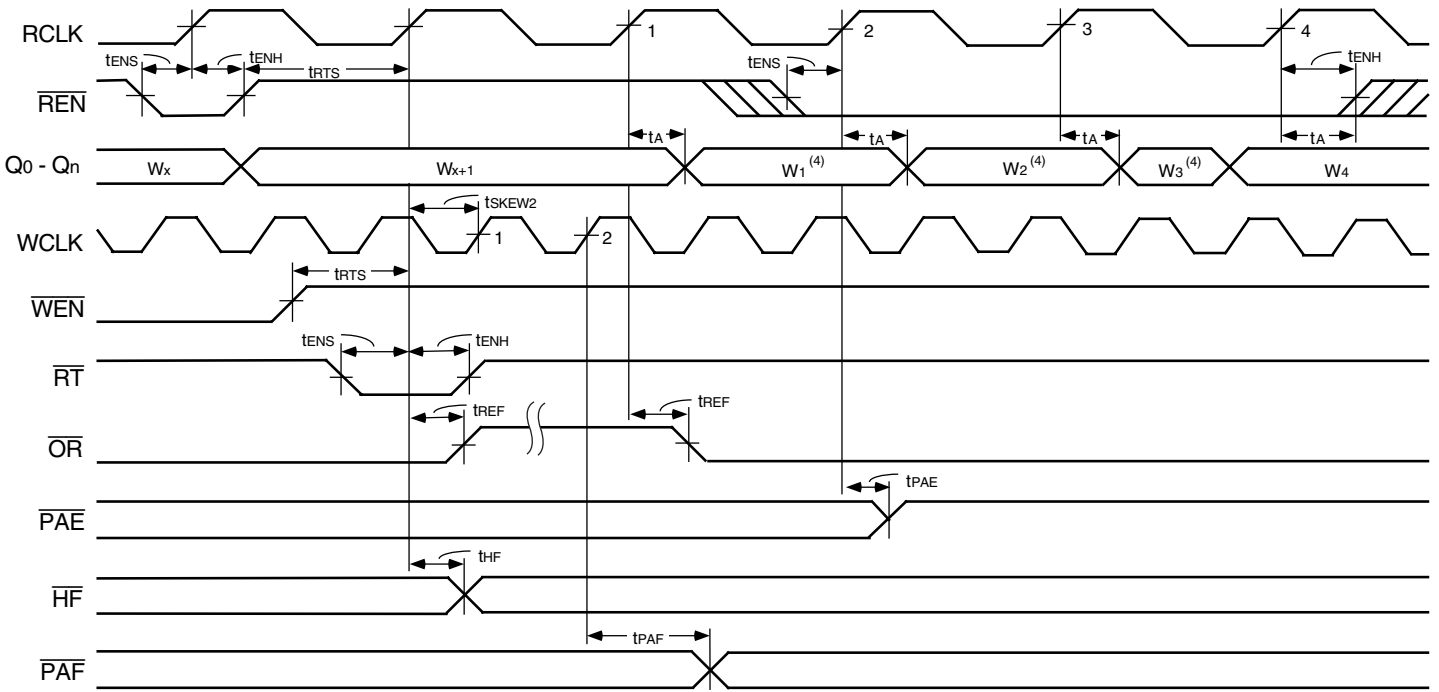 RCLK
1
2
3
4
tENS
tENH
tRTS
tENS
tENH
REN
tA
tA
tA
tA
Q0 - Qn
Wx
Wx+1
W1 (4)
W2 (4)
W3 (4)
W4
tSKEW2
WCLK
1
2
tRTS
WEN
tENS
tENH
RT
tREF
tREF
OR
tPAE
PAE
tHF
HF
tPAF
PAF